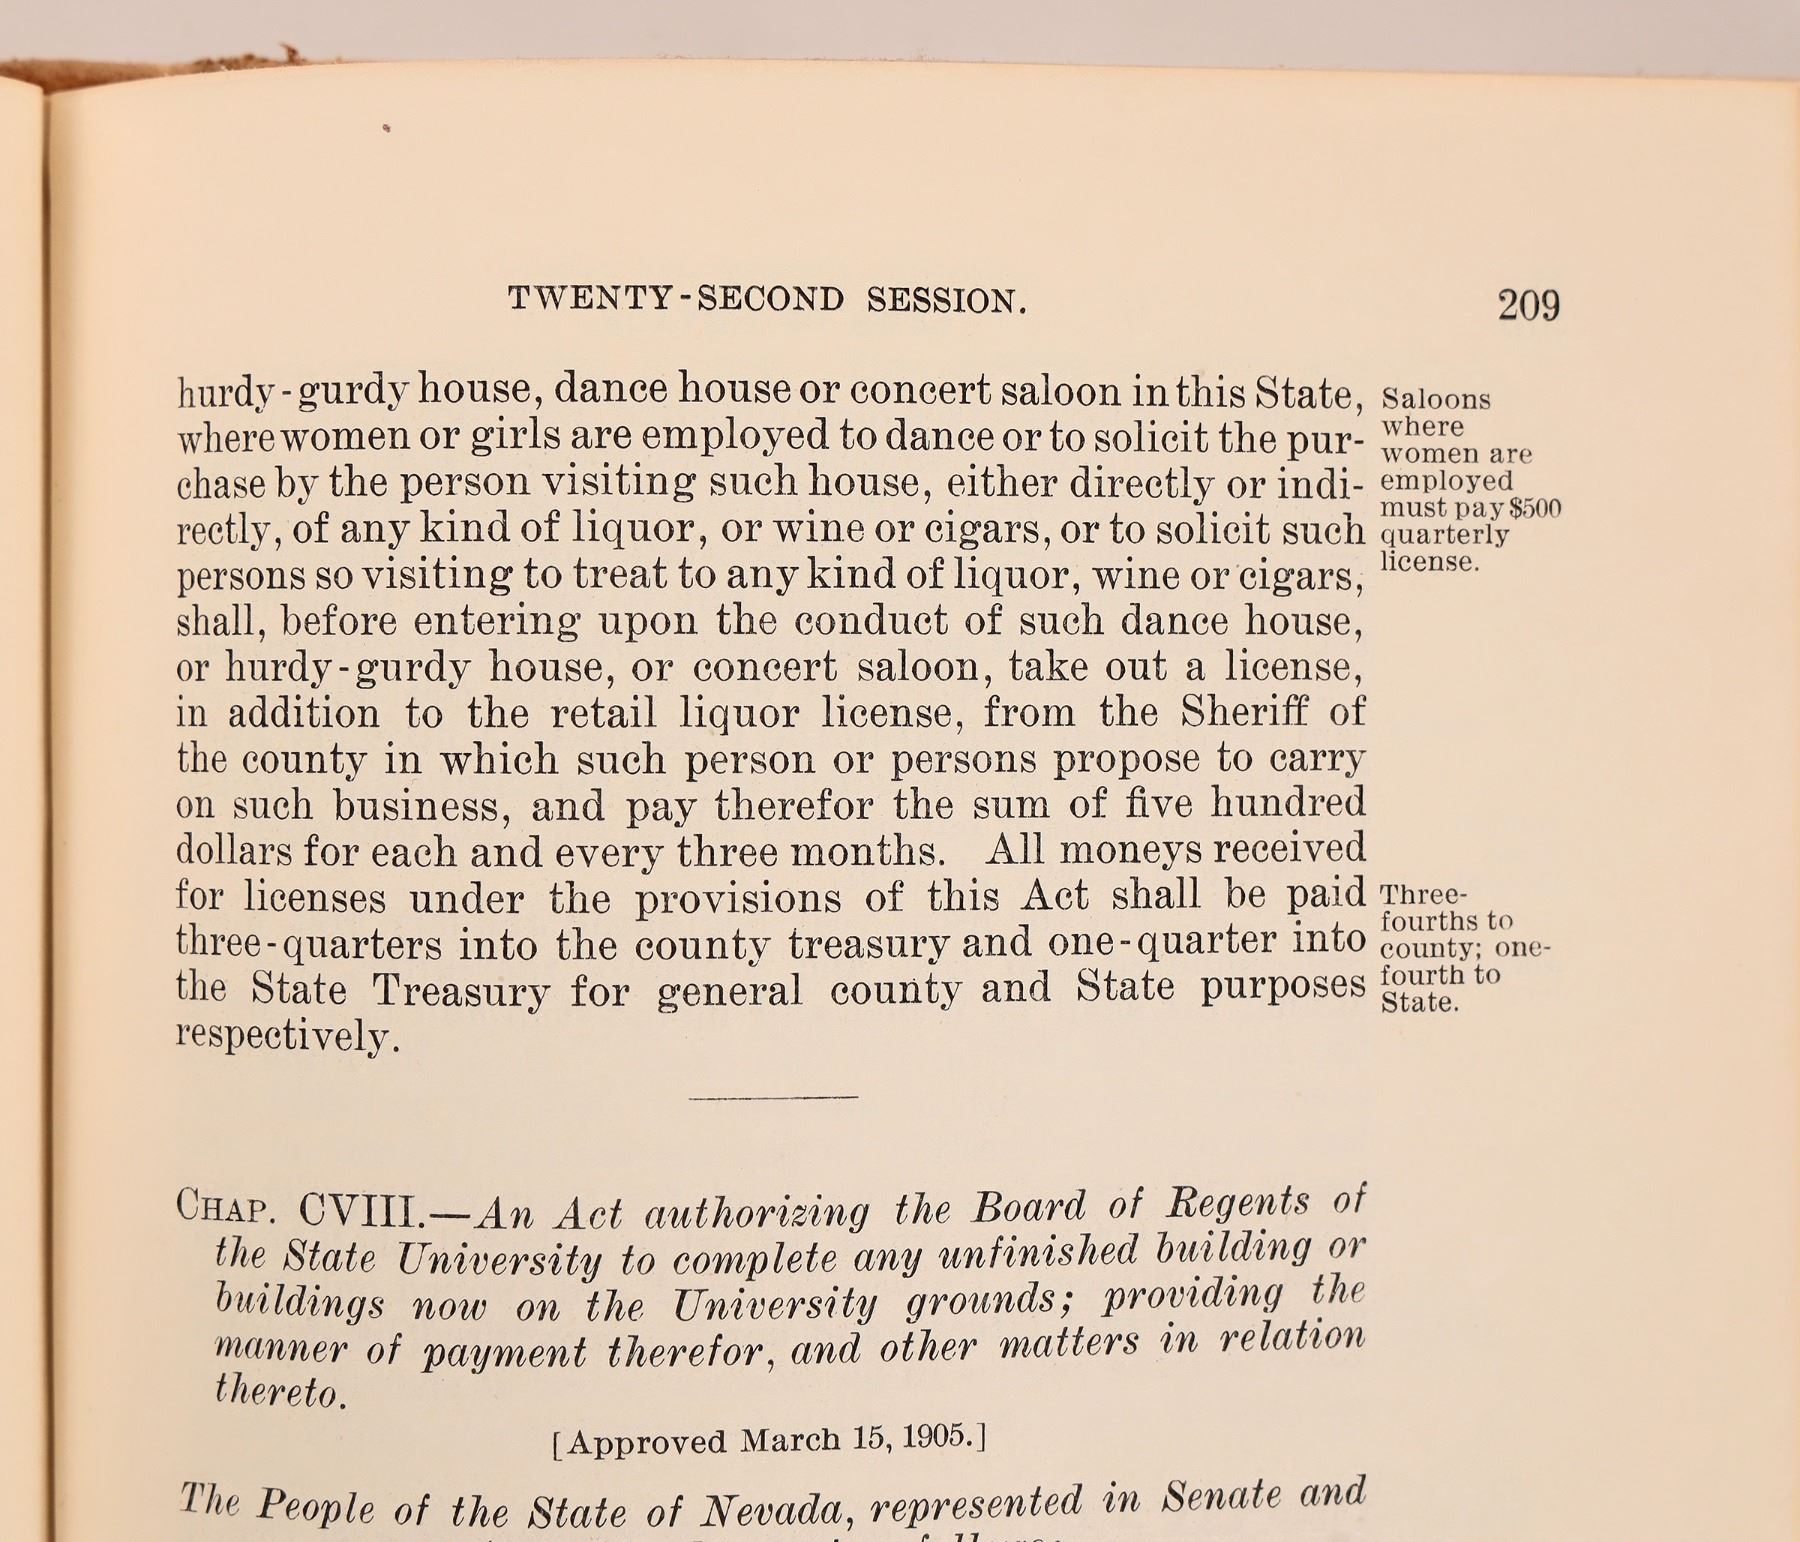 TWENTY-SECOND SESSION. 209
hurdy-gurdy house, dance house or concert saloon in this State,
where women or girls are employed to dance or to solicit the pur-
chase by the person visiting such house, either directly or indi-
rectly, of any kind of liquor, or wine or cigars, or to solicit such
persons so visiting to treat to any kind of liquor, wine or cigars,
shall, before entering upon the conduct of such dance house,
or hurdy-gurdy house, or concert saloon, take out a license,
in addition to the retail liquor license, from the Sheriff of
the county in which such person or persons propose to carry
on such business, and pay therefor the sum of five hundred
dollars for each and every three months. All moneys received
for licenses under the provisions of this Act shall be paid
three-quarters into the county treasury and one-quarter into
the State Treasury for general county and State purposes
respectively.
Saloons
where
women are
employed
must pay $500
quarterly
license.
Three-
fourths to
county; one-
fourth to
State.
CHAP. CVIII.—An Act authorizing the Board of Regents of
the State University to complete any unfinished building or
buildings now on the University grounds; providing the
manner of payment therefor, and other matters in relation
thereto.
[Approved March 15, 1905.]
The People of the State of Nevada, represented in Senate and